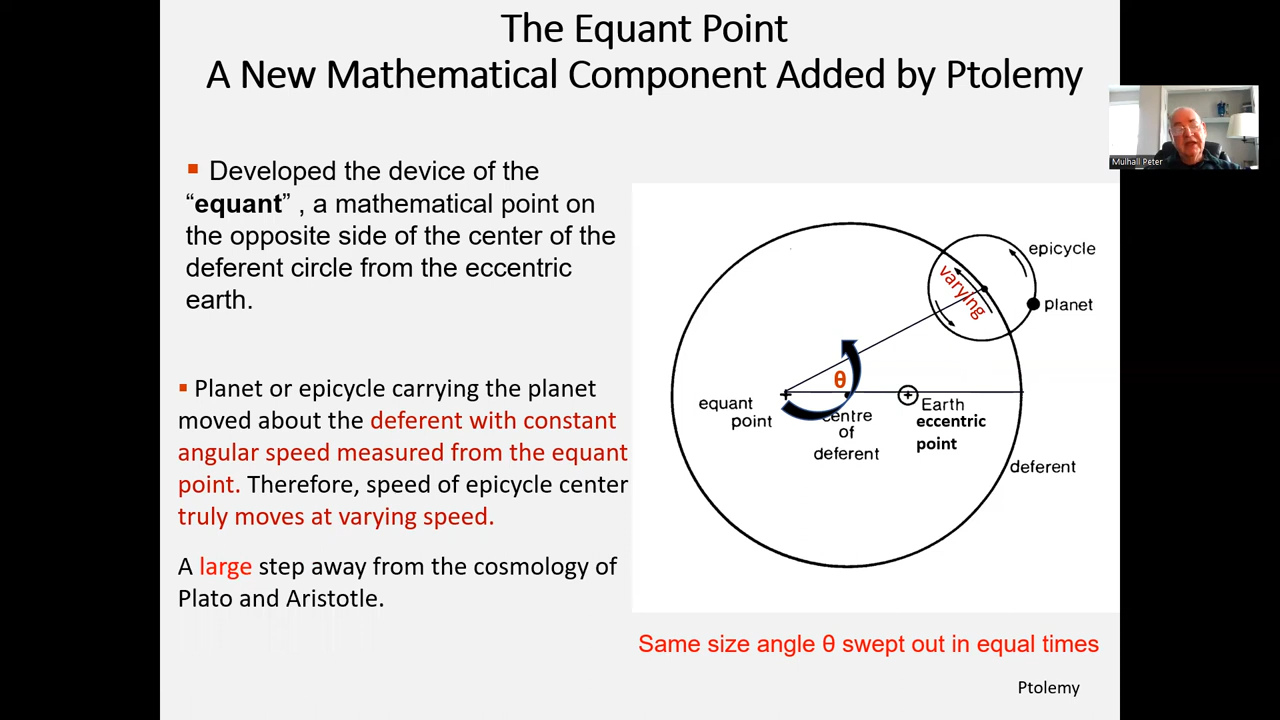 The Equant Point
A New Mathematical Component Added by Ptolemy
Mulhall Peter
▪ Developed the device of the
“equant” , a mathematical point on
the opposite side of the center of the
deferent circle from the eccentric
earth.
▪ Planet or epicycle carrying the planet
moved about the deferent with constant
angular speed measured from the equant
point. Therefore, speed of epicycle center
truly moves at varying speed.
A large step away from the cosmology of
Plato and Aristotle.
epicycle
varying
planet
θ
equant
point
centre
of
deferent
Earth
eccentric
point
deferent
Same size angle θ swept out in equal times
Ptolemy